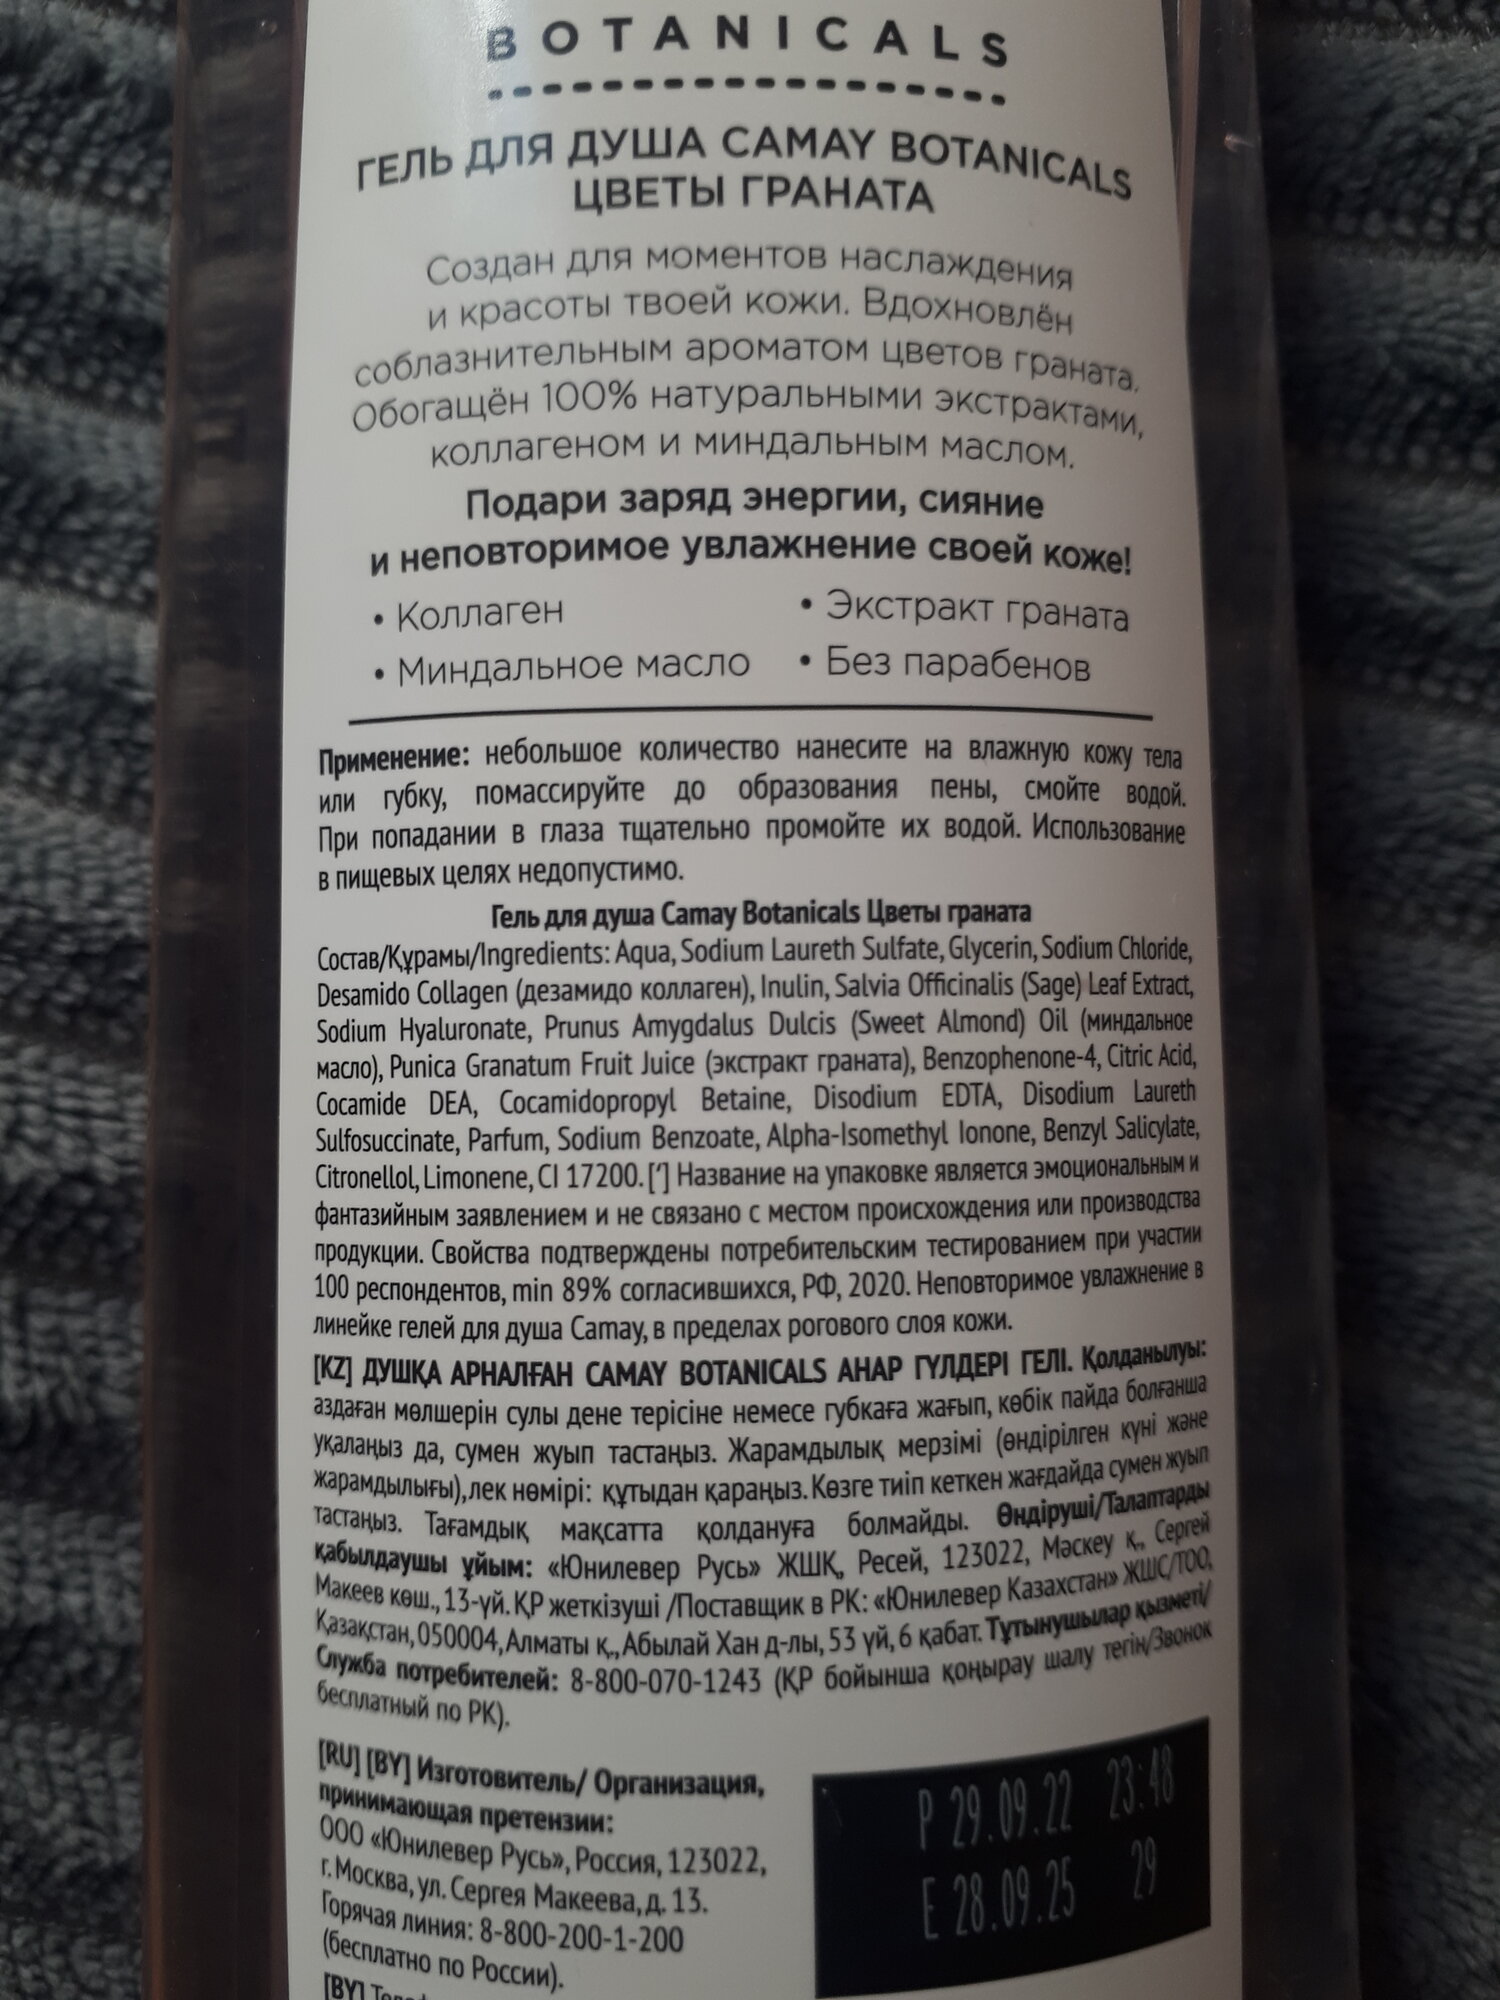 BOTANICALS
ГЕЛЬ ДЛЯ ДУША CAMAY BOTANICALS
ЦВЕТЫ ГРАНАТА
Создан для моментов наслаждения
и красоты твоей кожи. Вдохновлён
соблазнительным ароматом цветов граната.
Обогащён 100% натуральными экстрактами,
коллагеном и миндальным маслом.
Подари заряд энергии, сияние
и неповторимое увлажнение своей коже!
• Коллаген • Экстракт граната
• Миндальное масло • Без парабенов
Применение: небольшое количество нанесите на влажную кожу тела
или губку, помассируйте до образования пены, смойте водой.
При попадании в глаза тщательно промойте их водой. Использование
в пищевых целях недопустимо.
Гель для душа Camay Botanicals Цветы граната
Состав/Құрамы/Ingredients: Aqua, Sodium Laureth Sulfate, Glycerin, Sodium Chloride,
Desamido Collagen (дезамидо коллаген), Inulin, Salvia Officinalis (Sage) Leaf Extract,
Sodium Hyaluronate, Prunus Amygdalus Dulcis (Sweet Almond) Oil (миндальное
масло), Punica Granatum Fruit Juice (экстракт граната), Benzophenone-4, Citric Acid,
Cocamide DEA, Cocamidopropyl Betaine, Disodium EDTA, Disodium Laureth
Sulfosuccinate, Parfum, Sodium Benzoate, Alpha-Isomethyl Ionone, Benzyl Salicylate,
Citronellol, Limonene, CI 17200. ['] Название на упаковке является эмоциональным и
фантазийным заявлением и не связано с местом происхождения или производства
продукции. Свойства подтверждены потребительским тестированием при участии
100 респондентов, min 89% согласившихся, РФ, 2020. Неповторимое увлажнение в
линейке гелей для душа Camay, в пределах рогового слоя кожи.
[KZ] ДУШҚА АРНАЛҒАН CAMAY BOTANICALS АНАР ГҮЛДЕРІ ГЕЛІ. Қолданылуы:
аздаған мөлшерін сулы дене терісіне немесе губкаға жағып, көбік пайда болғанша
уқалаңыз да, сумен жуып тастаңыз. Жарамдылық мерзімі (өндірілген күні және
жарамдылығы), лек нөмірі: құтыдан қараңыз. Көзге тиіп кеткен жағдайда сумен жуып
тастаңыз. Тағамдық мақсатта қолдануға болмайды. Өндіруші/Талаптарды
қабылдаушы ұйым: «Юнилевер Русь» ЖШҚ, Ресей, 123022, Мәскеу қ., Сергей
Макеев көш., 13-үй. ҚР жеткізуші /Поставщик в РК: «Юнилевер Казахстан» ЖШС/ТОО,
Қазақстан, 050004, Алматы қ., Абылай Хан д-лы, 53 үй, 6 қабат. Тұтынушылар қызметі/
Служба потребителей: 8-800-070-1243 (ҚР бойынша қоңырау шалу тегін/Звонок
бесплатный по РК).
[RU] [BY] Изготовитель/ Организация,
принимающая претензии:
ООО «Юнилевер Русь», Россия, 123022,
г. Москва, ул. Сергея Макеева, д. 13.
Горячая линия: 8-800-200-1-200
(бесплатно по России).
[BY]
P 29.09.22 23:48
E 28.09.25 29